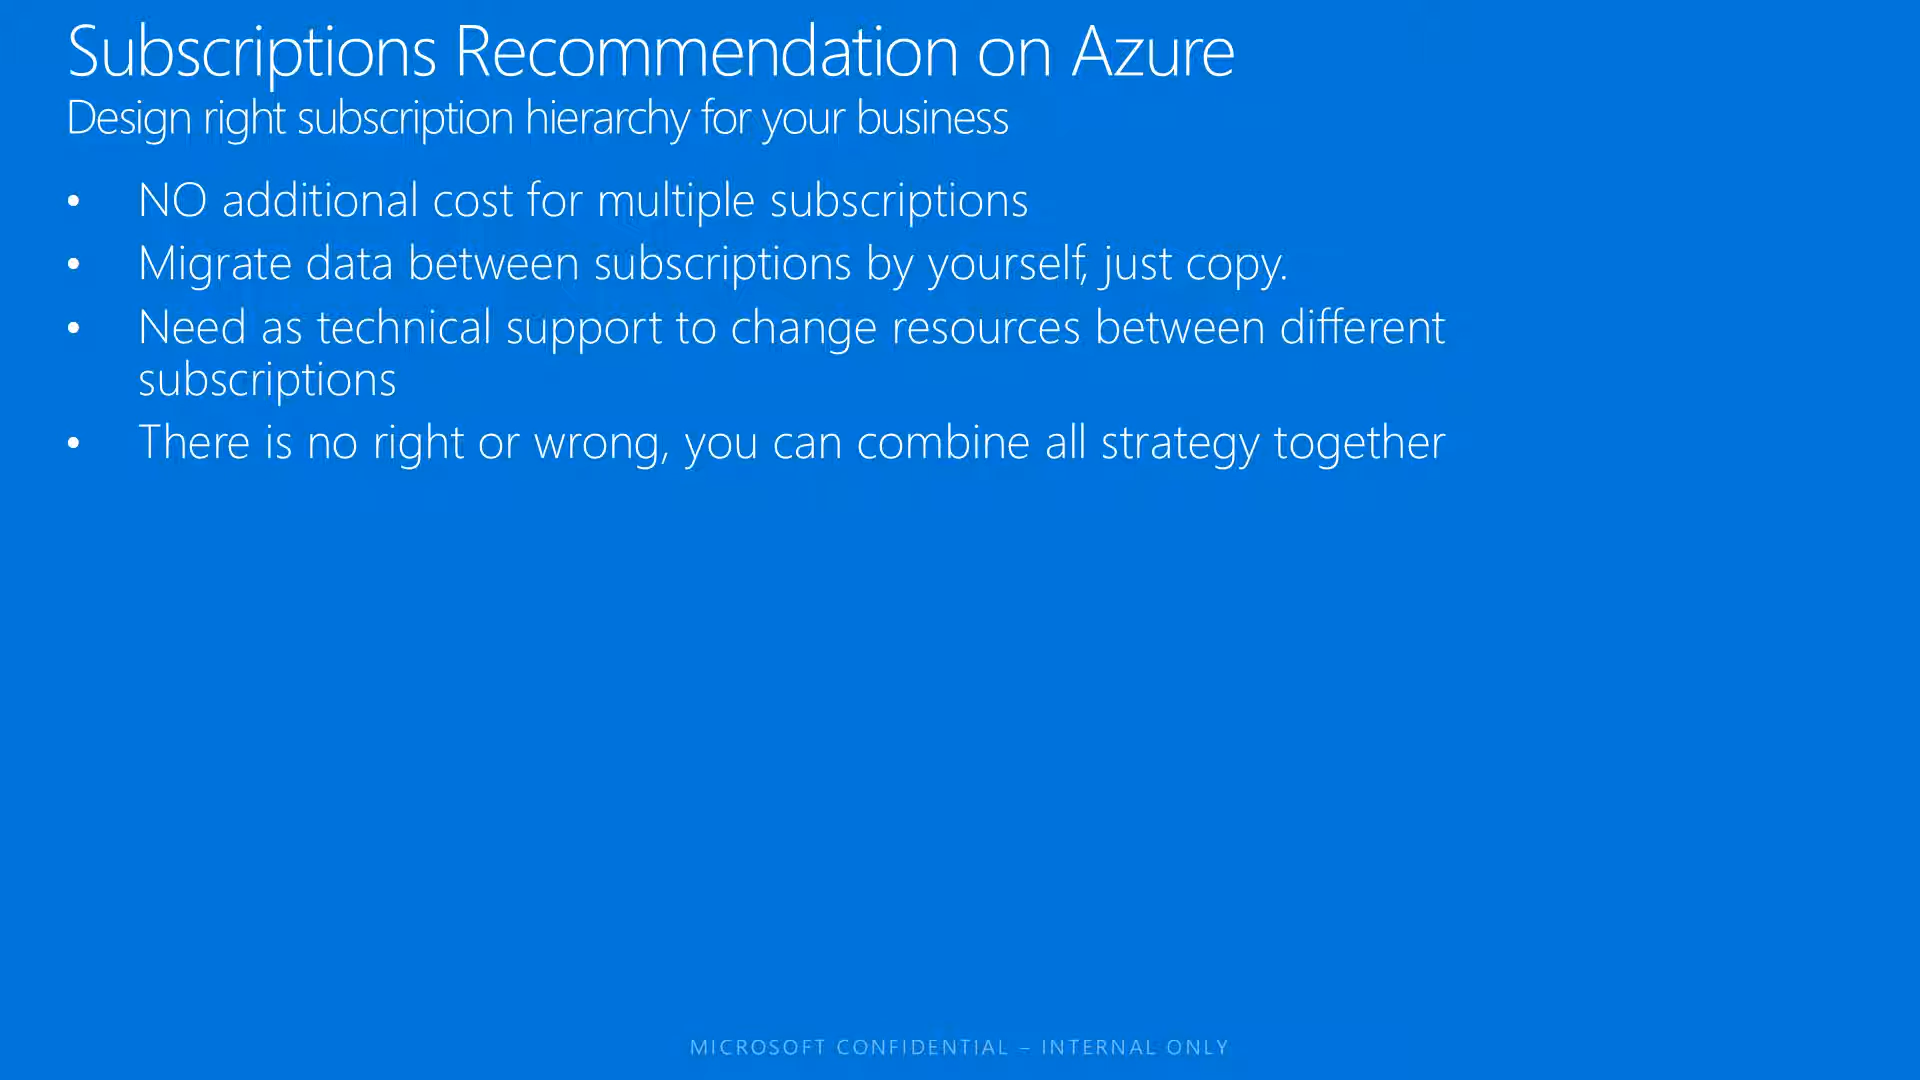 Subscriptions Recommendation on Azure
Design right subscription hierarchy for your business
• NO additional cost for multiple subscriptions
• Migrate data between subscriptions by yourself, just copy.
• Need as technical support to change resources between different
subscriptions
• There is no right or wrong, you can combine all strategy together
MICROSOFT CONFIDENTIAL – INTERNAL ONLY